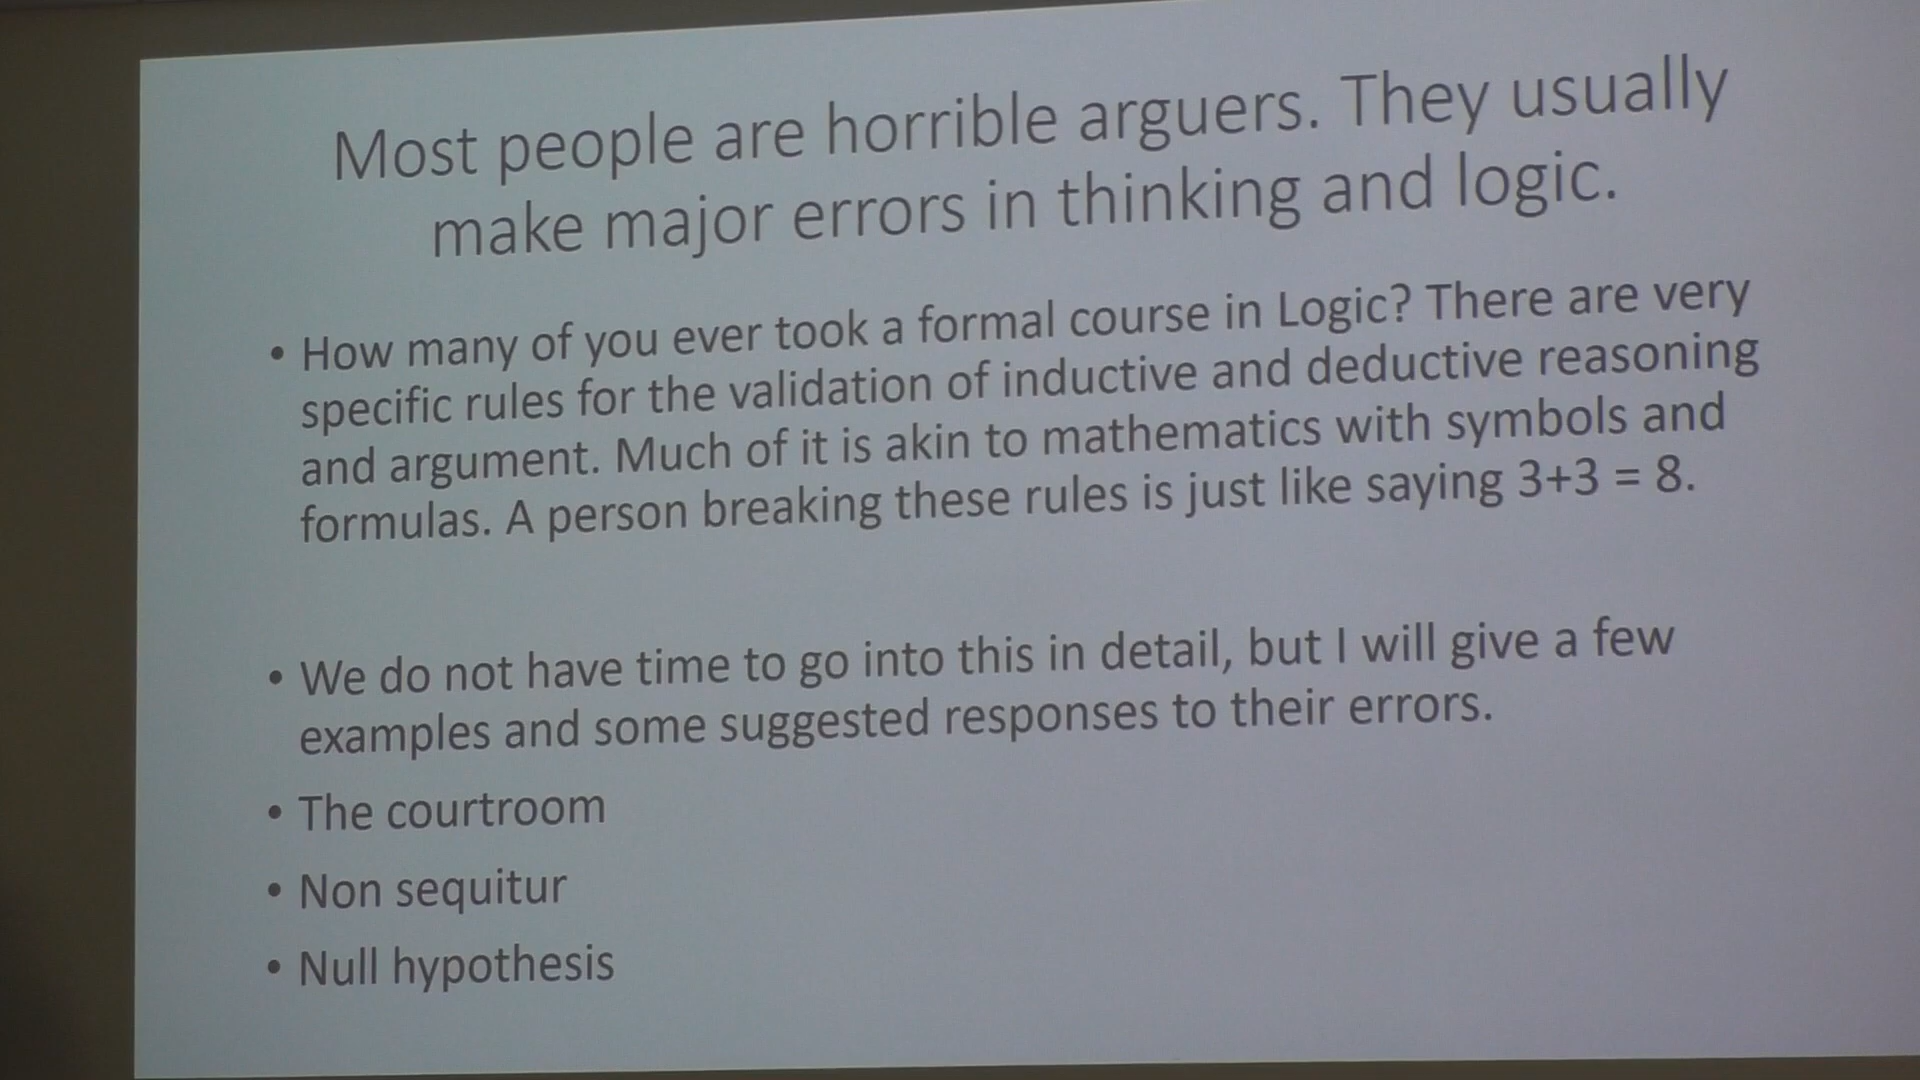 Most people are horrible arguers. They usually
make major errors in thinking and logic.
• How many of you ever took a formal course in Logic? There are very
specific rules for the validation of inductive and deductive reasoning
and argument. Much of it is akin to mathematics with symbols and
formulas. A person breaking these rules is just like saying 3+3 = 8.
• We do not have time to go into this in detail, but I will give a few
examples and some suggested responses to their errors.
• The courtroom
• Non sequitur
• Null hypothesis